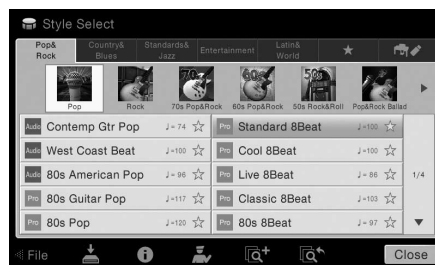 Style Select
Pop& Rock
Country& Blues
Standards& Jazz
Entertainment
Latin& World
Pop
Rock
70s Pop&Rock
60s Pop&Rock
50s Rock&Roll
Pop&Rock Ballad
Audio Contemp Gtr Pop ♩= 74
Pro Standard 8Beat ♩=100
Audio West Coast Beat ♩=100
Pro Cool 8Beat ♩=100
Audio 80s American Pop ♩= 96
Pro Live 8Beat ♩= 86
1/4
Pro 80s Guitar Pop ♩=117
Pro Classic 8Beat ♩=103
Pro 80s Pop ♩=120
Pro 80s 8Beat ♩= 97
File
Close